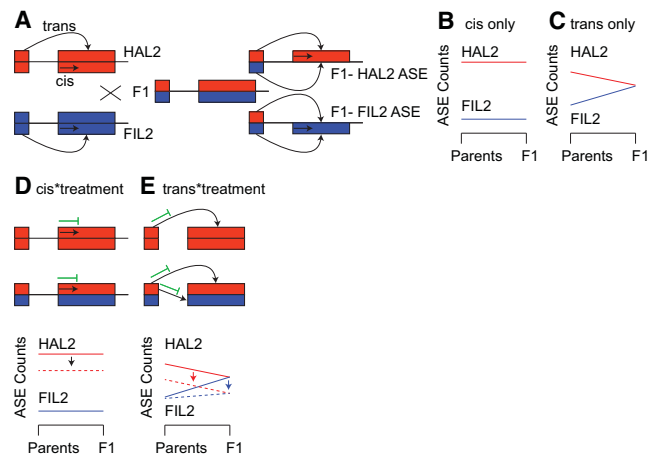 A
trans
HAL2
cis
F1
FIL2
F1- HAL2 ASE
F1- FIL2 ASE
B
cis only
HAL2
FIL2
ASE Counts
Parents F1
C
trans only
HAL2
FIL2
ASE Counts
Parents F1
D cis*treatment
HAL2
FIL2
ASE Counts
Parents F1
E trans*treatment
HAL2
FIL2
ASE Counts
Parents F1